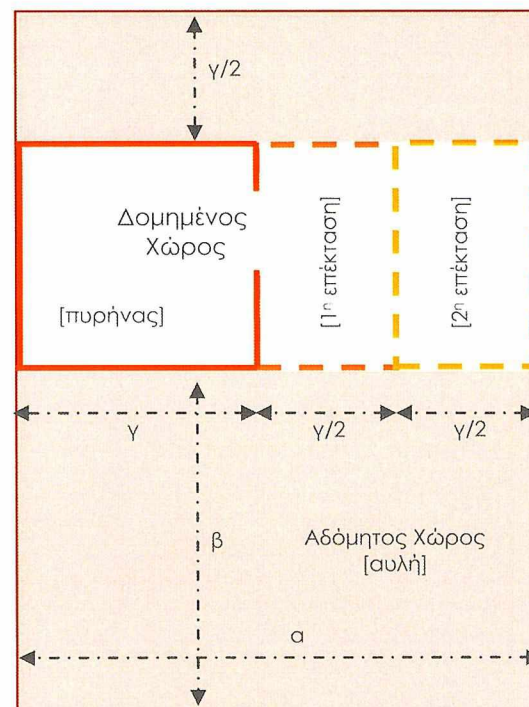 γ/2
Δομημένος
Χώρος
[πυρήνας]
[1η επέκταση]
[2η επέκταση]
γ
γ/2
γ/2
β
Αδόμητος Χώρος
[αυλή]
α